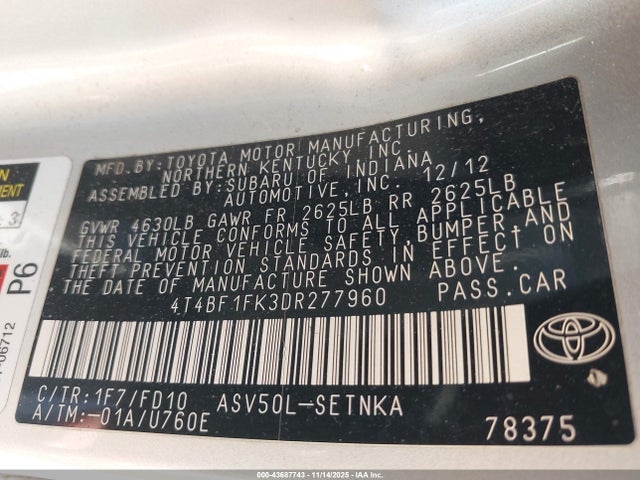 MFD.BY:TOYOTA MOTOR MANUFACTURING,
NORTHERN KENTUCKY,INC.
ASSEMBLED BY:SUBARU OF INDIANA
AUTOMOTIVE,INC. 12/12
GVWR 4630LB GAWR FR 2625LB RR 2625LB
THIS VEHICLE CONFORMS TO ALL APPLICABLE
FEDERAL MOTOR VEHICLE SAFETY,BUMPER,AND
THEFT PREVENTION STANDARDS IN EFFECT ON
THE DATE OF MANUFACTURE SHOWN ABOVE.
4T4BF1FK3DR277960 PASS.CAR
C/TR:1F7/FD10 ASV50L-SETNKA
A/TM:-01A/U760E
78375
P6
lb.
-06712
3
000-43687743 - 11/14/2025 - IAA Inc.